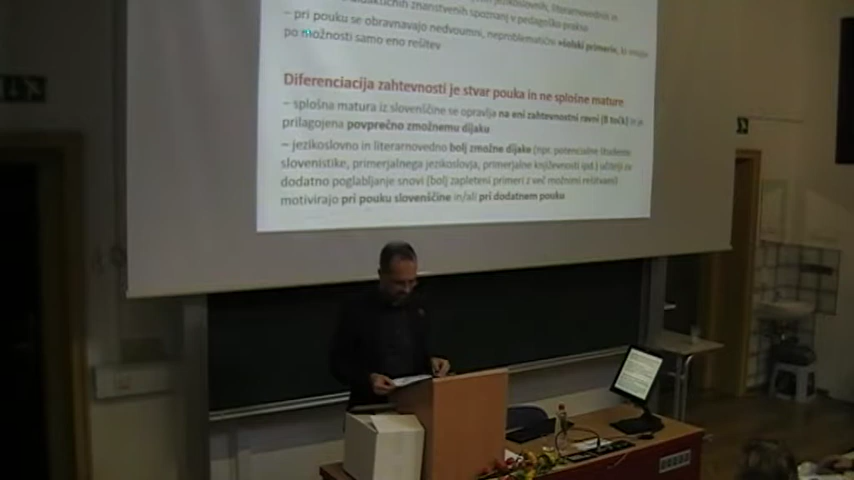 znanstvenih spoznanj v pedagoško prakso
– pri pouku se obravnavajo nedvoumni, neproblematični »šolski primeri«, ki imajo
po možnosti samo eno rešitev
Diferenciacija zahtevnosti je stvar pouka in ne splošne mature
– splošna matura iz slovenščine se opravlja na eni zahtevnostni ravni (8 točk) in je
prilagojena povprečno zmožnemu dijaku
– jezikoslovno in literarnovedno bolj zmožne dijake (npr. potencialne študente
slovenistike, primerjalnega jezikoslovja, primerjalne književnosti ipd.) učitelji za
dodatno poglabljanje snovi (bolj zapleteni primeri z več možnimi rešitvami)
motivirajo pri pouku slovenščine in/ali pri dodatnem pouku